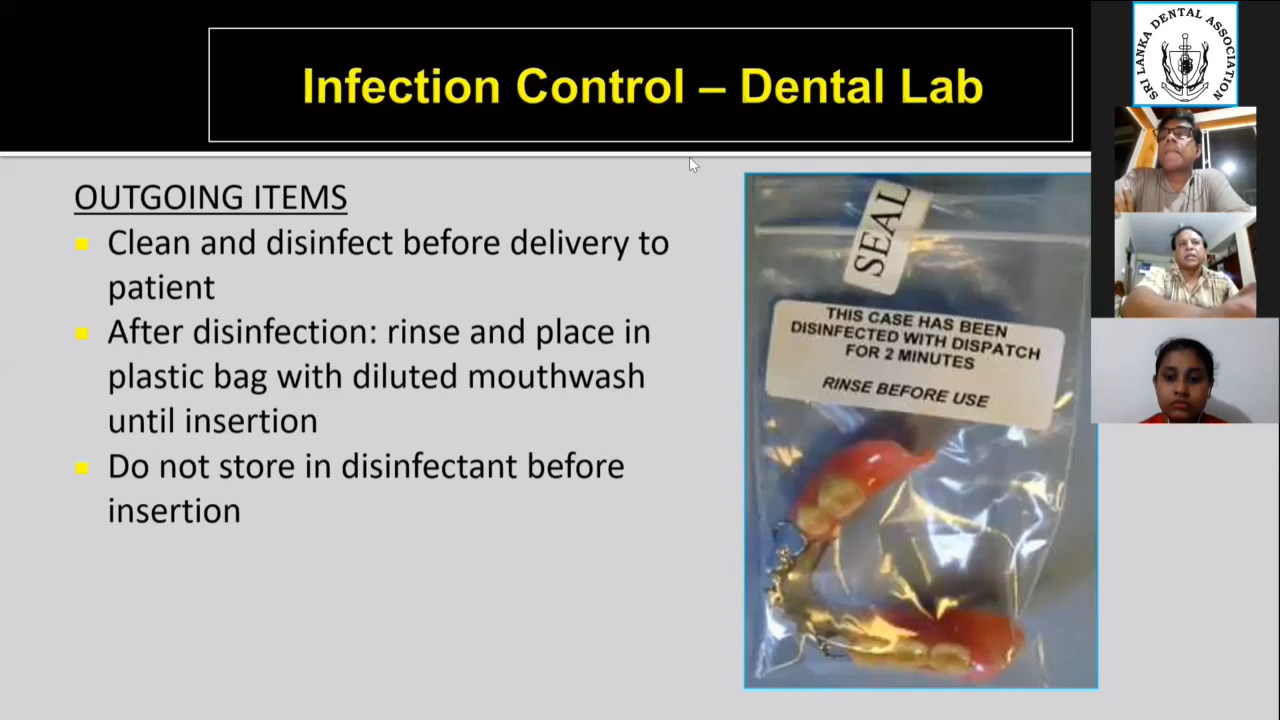 Infection Control – Dental Lab
OUTGOING ITEMS
Clean and disinfect before delivery to
patient
After disinfection: rinse and place in
plastic bag with diluted mouthwash
until insertion
Do not store in disinfectant before
insertion
SEAL
THIS CASE HAS BEEN
DISINFECTED WITH DISPATCH
FOR 2 MINUTES
RINSE BEFORE USE
SRI LANKA DENTAL ASSOCIATION